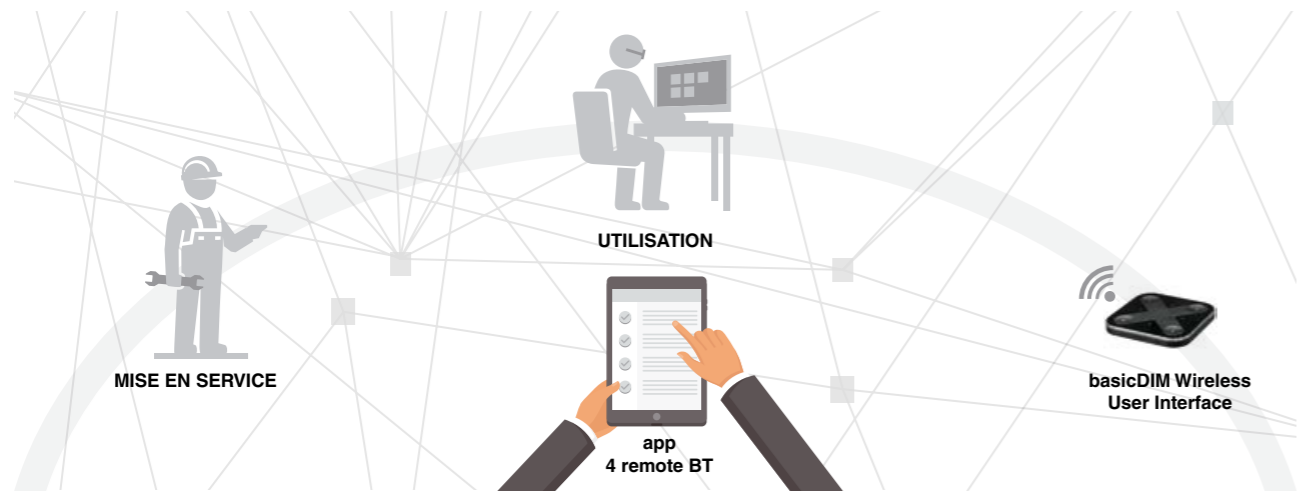 UTILISATION
MISE EN SERVICE
basicDIM Wireless
User Interface
app
4 remote BT